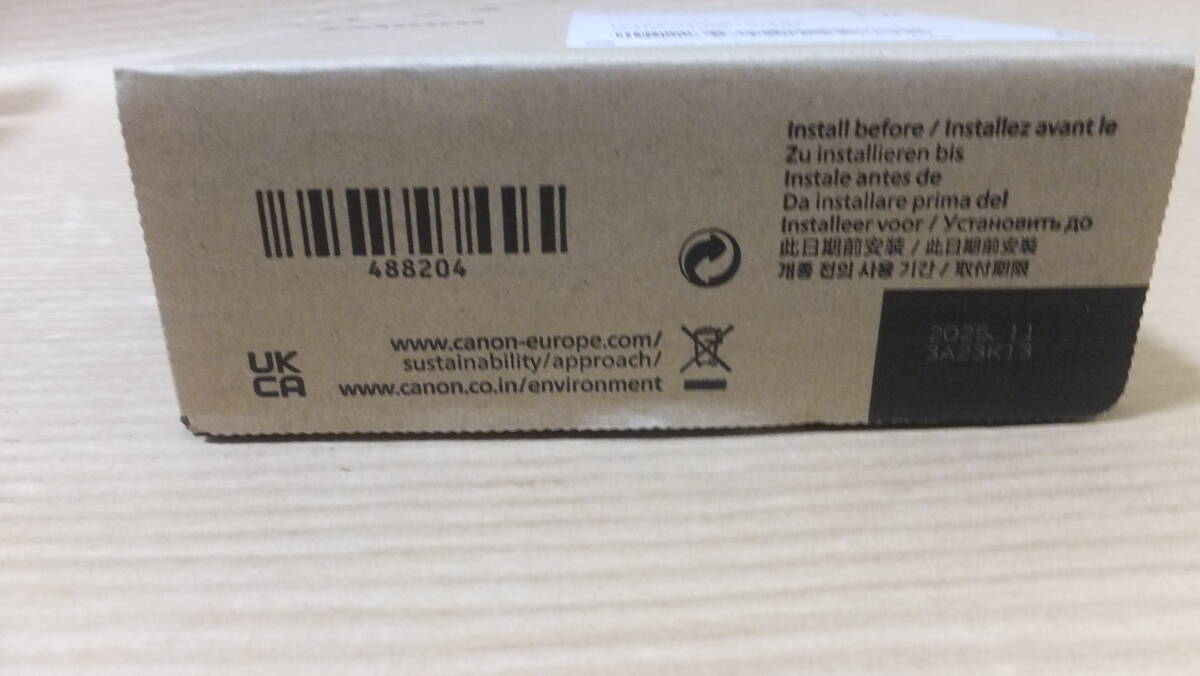 488204
UK
CA
www.canon-europe.com/
sustainability/approach/
www.canon.co.in/environment
Install before / Installez avant le
Zu installieren bis
Instale antes de
Da installare prima del
Installeer voor / Установить до
此日期前安装 / 此日期前安裝
개봉 전의 사용 기간 / 取付期限
2025. 11
3A23K13